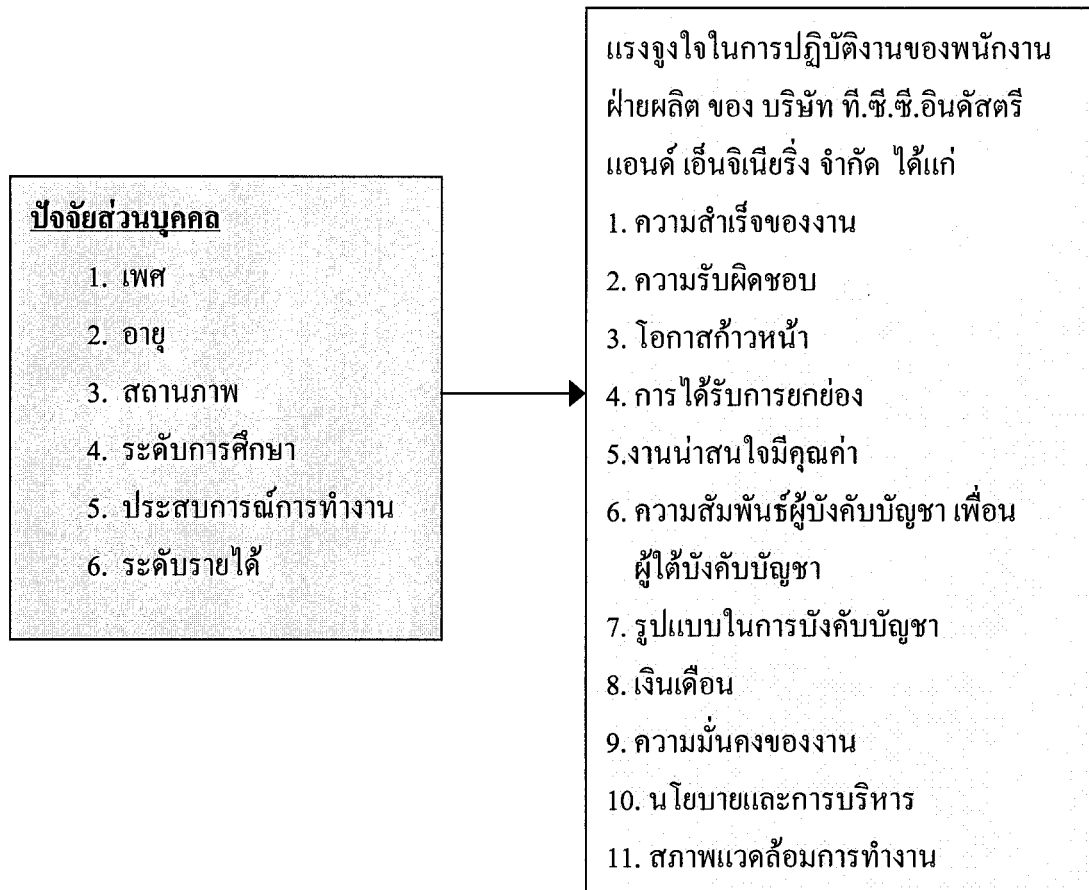 ปัจจัยส่วนบุคคล
1. เพศ
2. อายุ
3. สถานภาพ
4. ระดับการศึกษา
5. ประสบการณ์การทำงาน
6. ระดับรายได้
แรงจูงใจในการปฏิบัติงานของพนักงาน
ฝ่ายผลิต ของ บริษัท ที.ซี.ซี.อินดัสตรี
แอนด์ เอ็นจิเนียริ่ง จำกัด ได้แก่
1. ความสำเร็จของงาน
2. ความรับผิดชอบ
3. โอกาสก้าวหน้า
4. การได้รับการยกย่อง
5.งานน่าสนใจมีคุณค่า
6. ความสัมพันธ์ผู้บังคับบัญชา เพื่อน
ผู้ใต้บังคับบัญชา
7. รูปแบบในการบังคับบัญชา
8. เงินเดือน
9. ความมั่นคงของงาน
10. นโยบายและการบริหาร
11. สภาพแวดล้อมการทำงาน